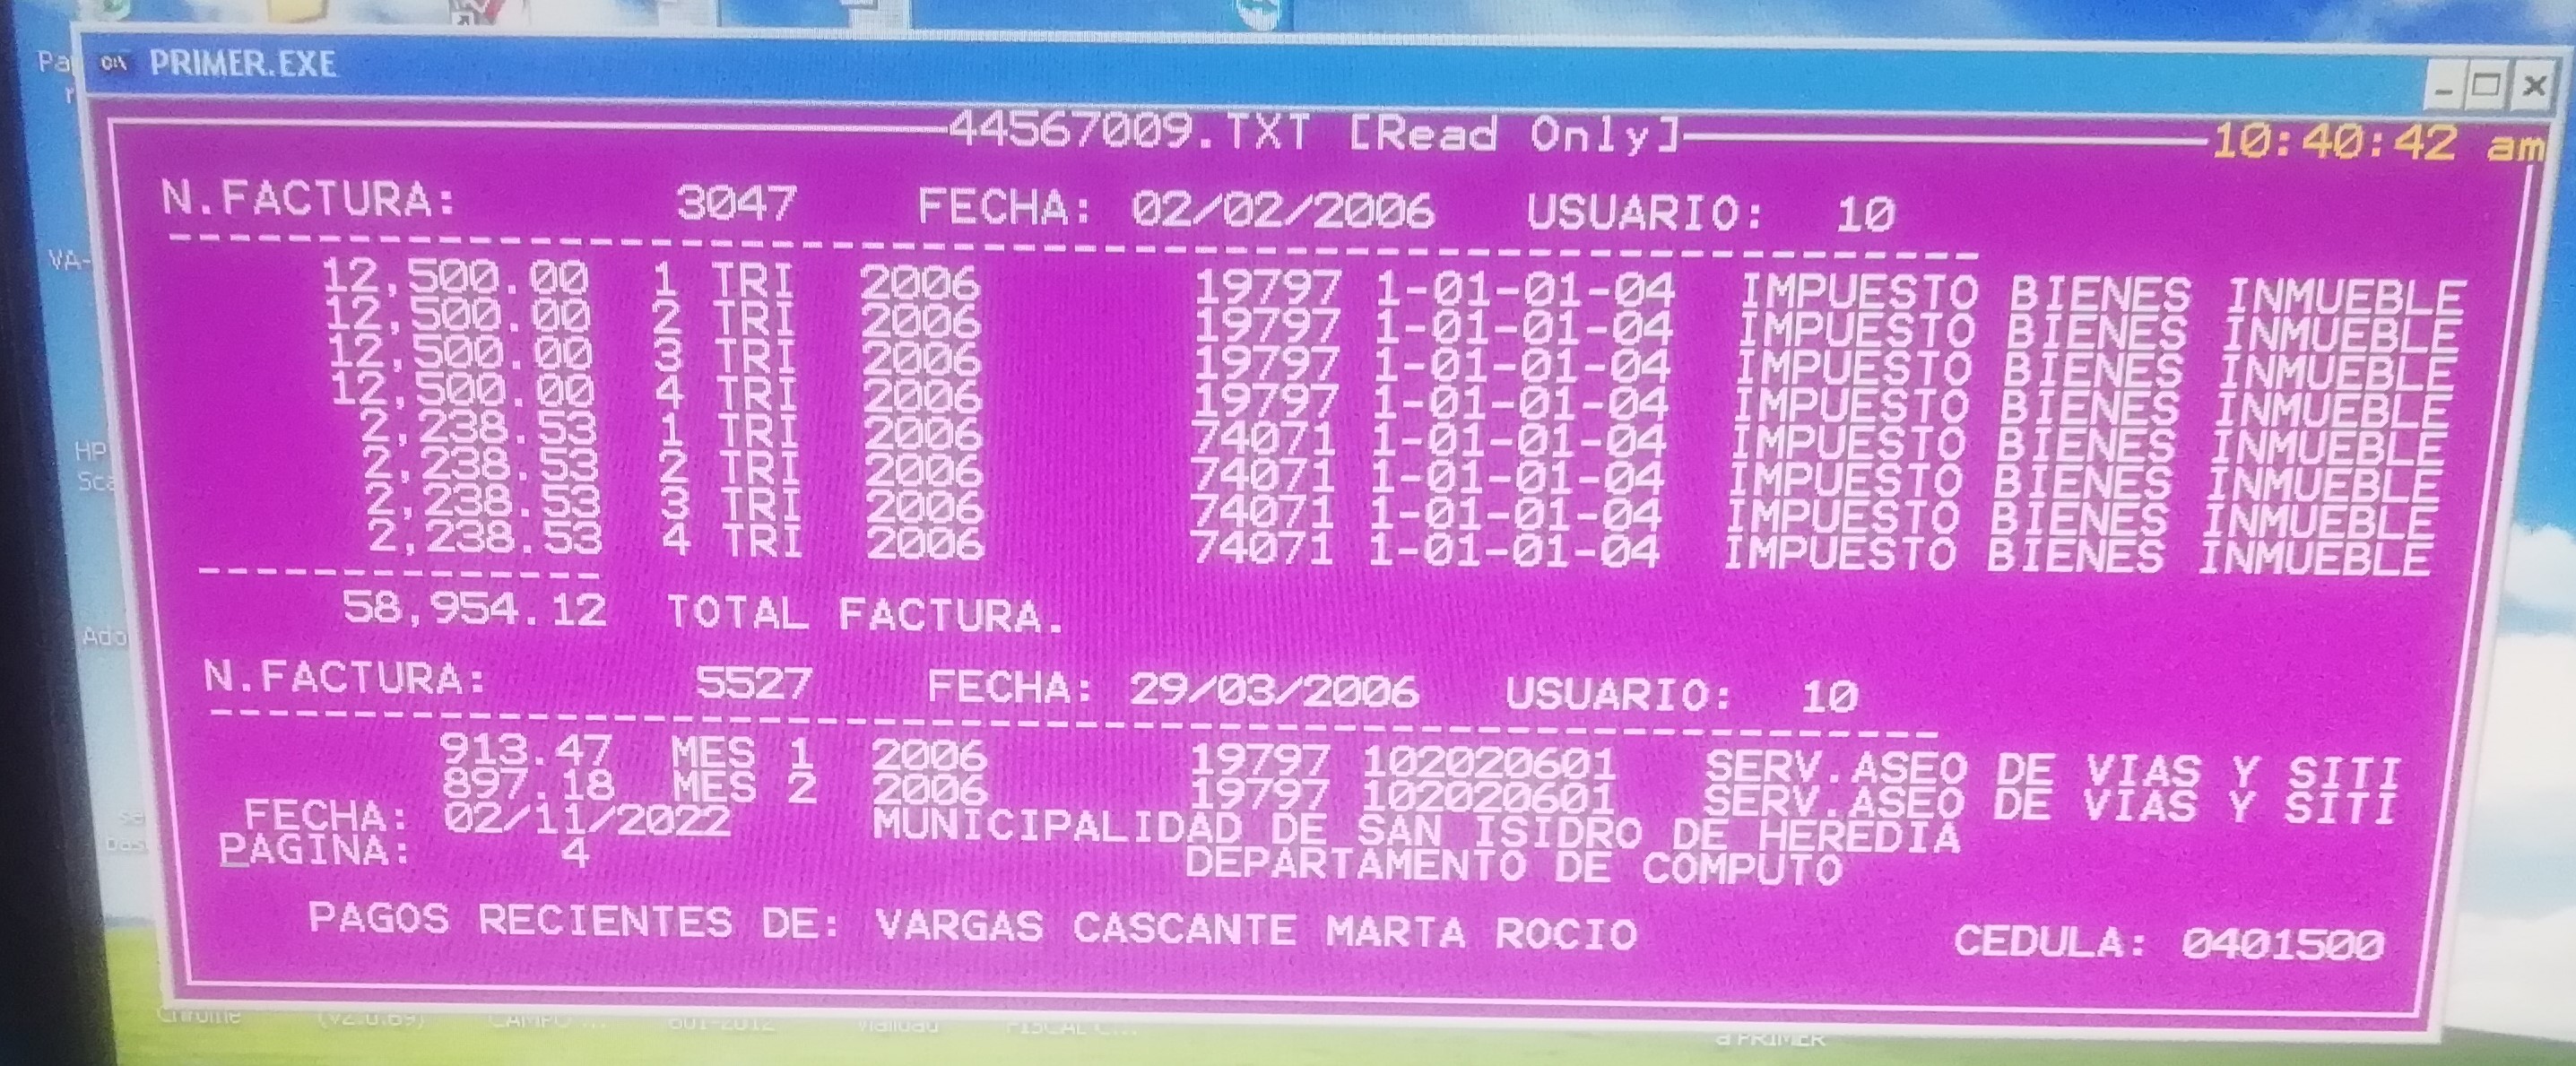 PRIMER.EXE
44567009.TXT [Read Only] 10:40:42 am
N.FACTURA: 3047 FECHA: 02/02/2006 USUARIO: 10
------------------------------------------------------------
12,500.00 1 TRI 2006 19797 1-01-01-04 IMPUESTO BIENES INMUEBLE
12,500.00 2 TRI 2006 19797 1-01-01-04 IMPUESTO BIENES INMUEBLE
12,500.00 3 TRI 2006 19797 1-01-01-04 IMPUESTO BIENES INMUEBLE
12,500.00 4 TRI 2006 19797 1-01-01-04 IMPUESTO BIENES INMUEBLE
2,238.53 1 TRI 2006 74071 1-01-01-04 IMPUESTO BIENES INMUEBLE
2,238.53 2 TRI 2006 74071 1-01-01-04 IMPUESTO BIENES INMUEBLE
2,238.53 3 TRI 2006 74071 1-01-01-04 IMPUESTO BIENES INMUEBLE
2,238.53 4 TRI 2006 74071 1-01-01-04 IMPUESTO BIENES INMUEBLE
--------------
58,954.12 TOTAL FACTURA.
N.FACTURA: 5527 FECHA: 29/03/2006 USUARIO: 10
------------------------------------------------------------
913.47 MES 1 2006 19797 102020601 SERV.ASEO DE VIAS Y SITI
897.18 MES 2 2006 19797 102020601 SERV.ASEO DE VIAS Y SITI
FECHA: 02/11/2022 MUNICIPALIDAD DE SAN ISIDRO DE HEREDIA
PAGINA: 4 DEPARTAMENTO DE COMPUTO
PAGOS RECIENTES DE: VARGAS CASCANTE MARTA ROCIO CEDULA: 0401500
HP
Ado
Chrome (v2.0.69)
a PRIMER